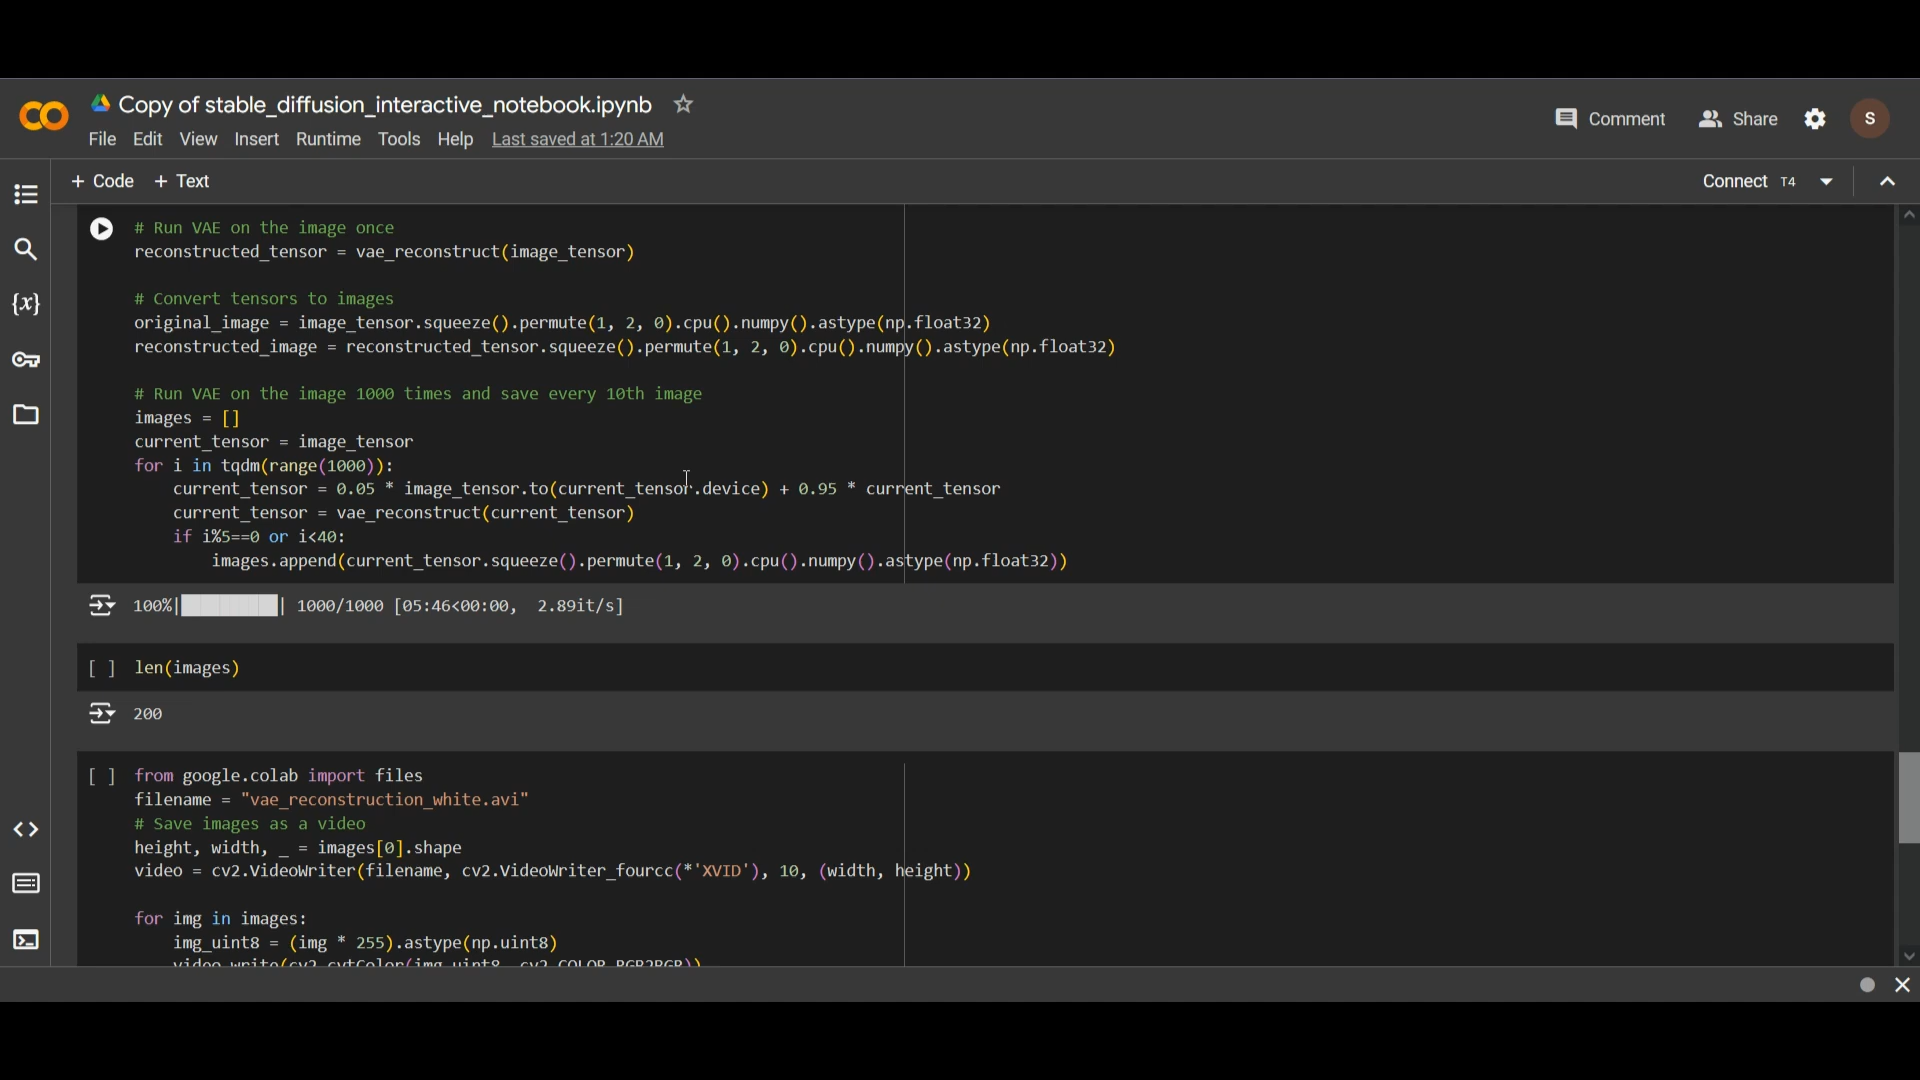 Copy of stable_diffusion_interactive_notebook.ipynb
File Edit View Insert Runtime Tools Help Last saved at 1:20 AM
Comment Share S
+ Code + Text
Connect T4
# Run VAE on the image once
reconstructed_tensor = vae_reconstruct(image_tensor)
# Convert tensors to images
original_image = image_tensor.squeeze().permute(1, 2, 0).cpu().numpy().astype(np.float32)
reconstructed_image = reconstructed_tensor.squeeze().permute(1, 2, 0).cpu().numpy().astype(np.float32)
# Run VAE on the image 1000 times and save every 10th image
images = []
current_tensor = image_tensor
for i in tqdm(range(1000)):
current_tensor = 0.05 * image_tensor.to(current_tensor.device) + 0.95 * current_tensor
current_tensor = vae_reconstruct(current_tensor)
if i%5==0 or i<40:
images.append(current_tensor.squeeze().permute(1, 2, 0).cpu().numpy().astype(np.float32))
100%|██████████| 1000/1000 [05:46<00:00, 2.89it/s]
[ ] len(images)
200
[ ] from google.colab import files
filename = "vae_reconstruction_white.avi"
# Save images as a video
height, width, _ = images[0].shape
video = cv2.VideoWriter(filename, cv2.VideoWriter_fourcc(*'XVID'), 10, (width, height))
for img in images:
img_uint8 = (img * 255).astype(np.uint8)
video.write(cv2.cvtColor(img_uint8, cv2.COLOR_RGB2BGR))